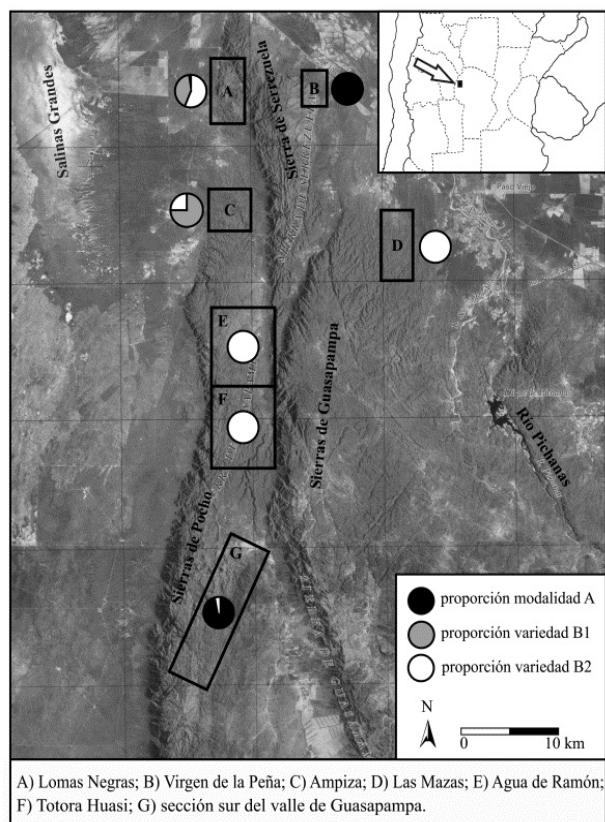 Salinas Grandes
A
Sierra de Serrezuela
B
C
D
E
F
Sierras de Guasapampa
Río Pichanas
Sierras de Pocho
G
proporción modalidad A
proporción variedad B1
proporción variedad B2
N
0 10 km
A) Lomas Negras; B) Virgen de la Peña; C) Ampiza; D) Las Mazas; E) Agua de Ramón;
F) Totora Huasi; G) sección sur del valle de Guasapampa.